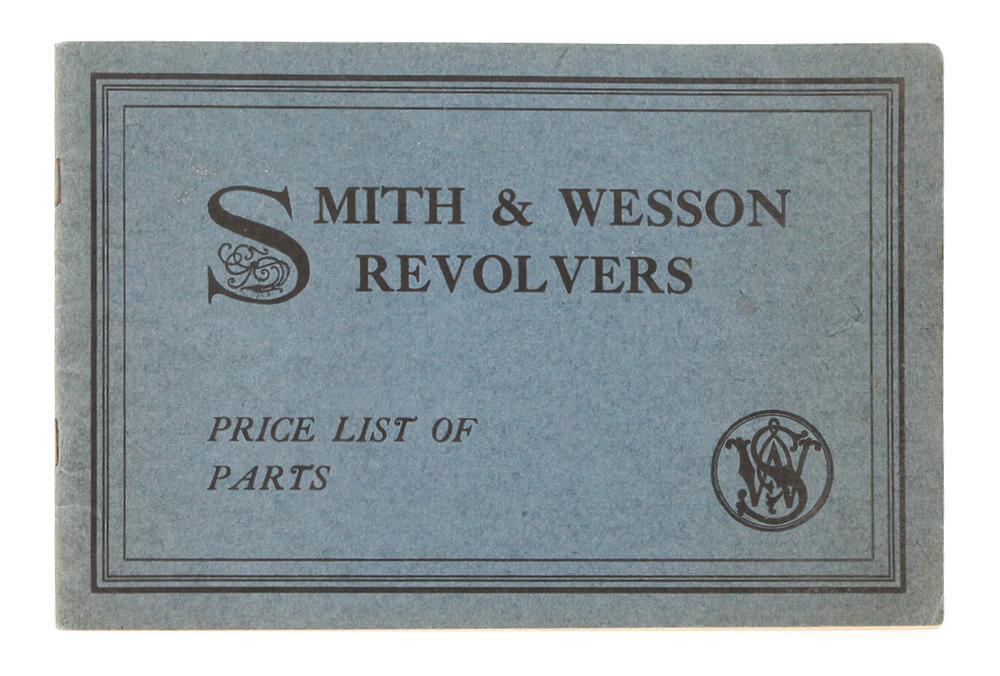 SMITH & WESSON
REVOLVERS
PRICE LIST OF
PARTS
S&W